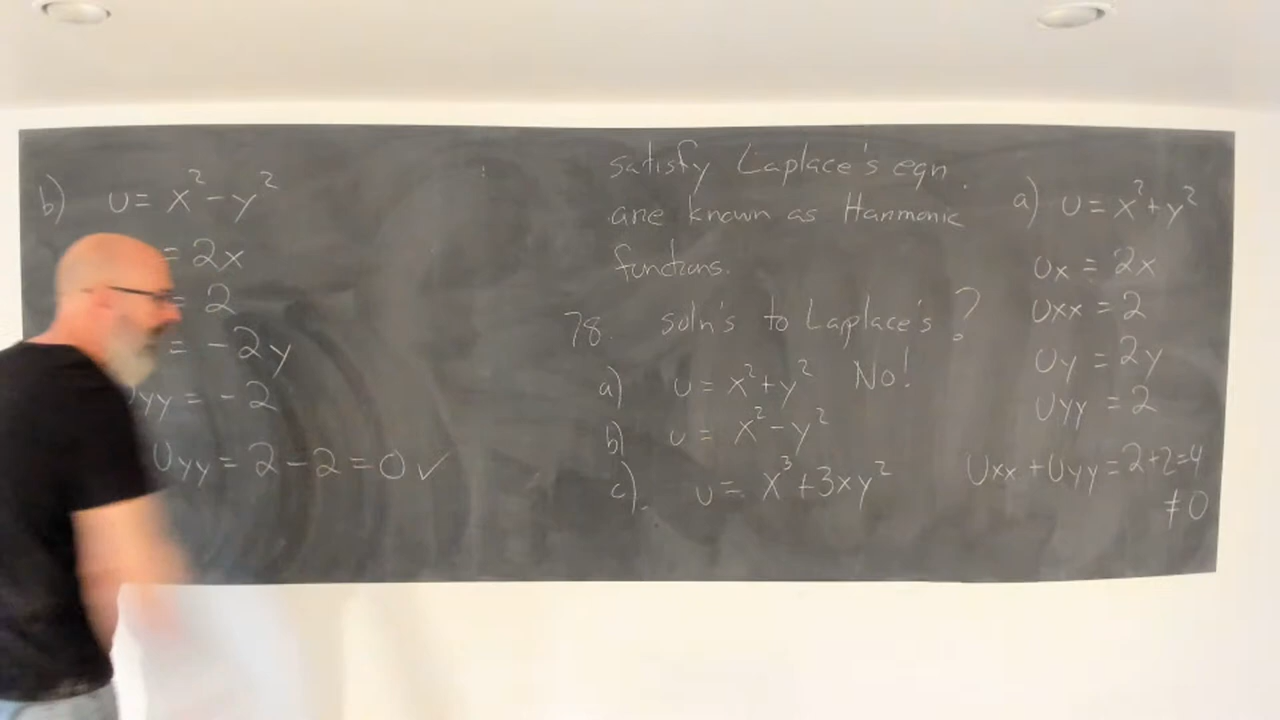 b) u = x² - y²
= 2x
= 2
= -2y
yy = -2
Uyy = 2 - 2 = 0 ✓
satisfy Laplace's eqn.
are known as Harmonic
functions.
78. soln's to Laplace's ?
a) u = x² + y² No!
b) u = x² - y²
c). u = x³ + 3xy²
a) u = x² + y²
Ux = 2x
Uxx = 2
Uy = 2y
Uyy = 2
Uxx + Uyy = 2+2=4
≠ 0